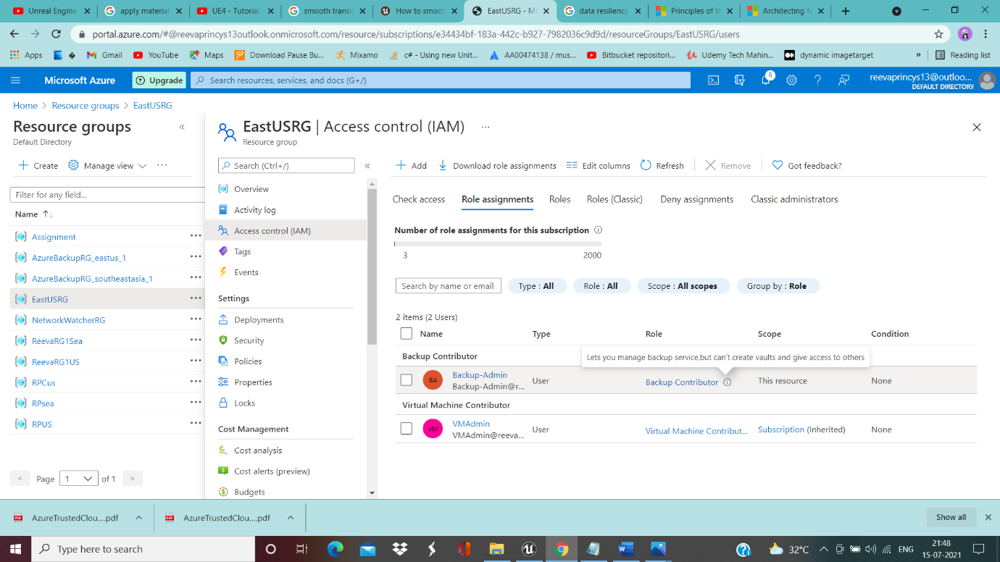 Unreal Engine
apply material
UE4 - Tutorial
smooth transit
How to smoot
EastUSRG - Mi
data resiliency
Principles of th
Architecting fo
portal.azure.com/#@reevaprincys13outlook.onmicrosoft.com/resource/subscriptions/e34434bf-183a-442c-b927-7982036c9d9d/resourceGroups/EastUSRG/users
Apps
Gmail
YouTube
Maps
Download Pause Bu...
Mixamo
c# - Using new Unit...
AA00474138 / mus...
Bitbucket repositori...
Udemy Tech Mahin...
dynamic imagetarget
»
Reading list
Microsoft Azure
Upgrade
Search resources, services, and docs (G+/)
8
reevaprincys13@outloo...
DEFAULT DIRECTORY
Home > Resource groups > EastUSRG
Resource groups
«
Default Directory
Create
Manage view
...
Filter for any field...
Name ↑↓
Assignment
AzureBackupRG_eastus_1
AzureBackupRG_southeastasia_1
EastUSRG
NetworkWatcherRG
ReevaRG1Sea
ReevaRG1US
RPCus
RPsea
RPUS
< Page 1 of 1 >
EastUSRG | Access control (IAM)
...
Resource group
Search (Ctrl+/)
«
Overview
Activity log
Access control (IAM)
Tags
Events
Settings
Deployments
Security
Policies
Properties
Locks
Cost Management
Cost analysis
Cost alerts (preview)
Budgets
Add
Download role assignments
Edit columns
Refresh
Remove
Got feedback?
Check access
Role assignments
Roles
Roles (Classic)
Deny assignments
Classic administrators
Number of role assignments for this subscription
3
2000
Search by name or email
Type : All
Role : All
Scope : All scopes
Group by : Role
2 items (2 Users)
Name
Type
Role
Scope
Condition
Backup Contributor
Lets you manage backup service,but can't create vaults and give access to others
BA
Backup-Admin
Backup-Admin@r...
User
Backup Contributor
This resource
None
Virtual Machine Contributor
VM
VMAdmin
VMAdmin@reeva...
User
Virtual Machine Contribut...
Subscription (Inherited)
None
AzureTrustedClou....pdf
AzureTrustedClou....pdf
Show all
Type here to search
32°C
ENG
21:48
15-07-2021